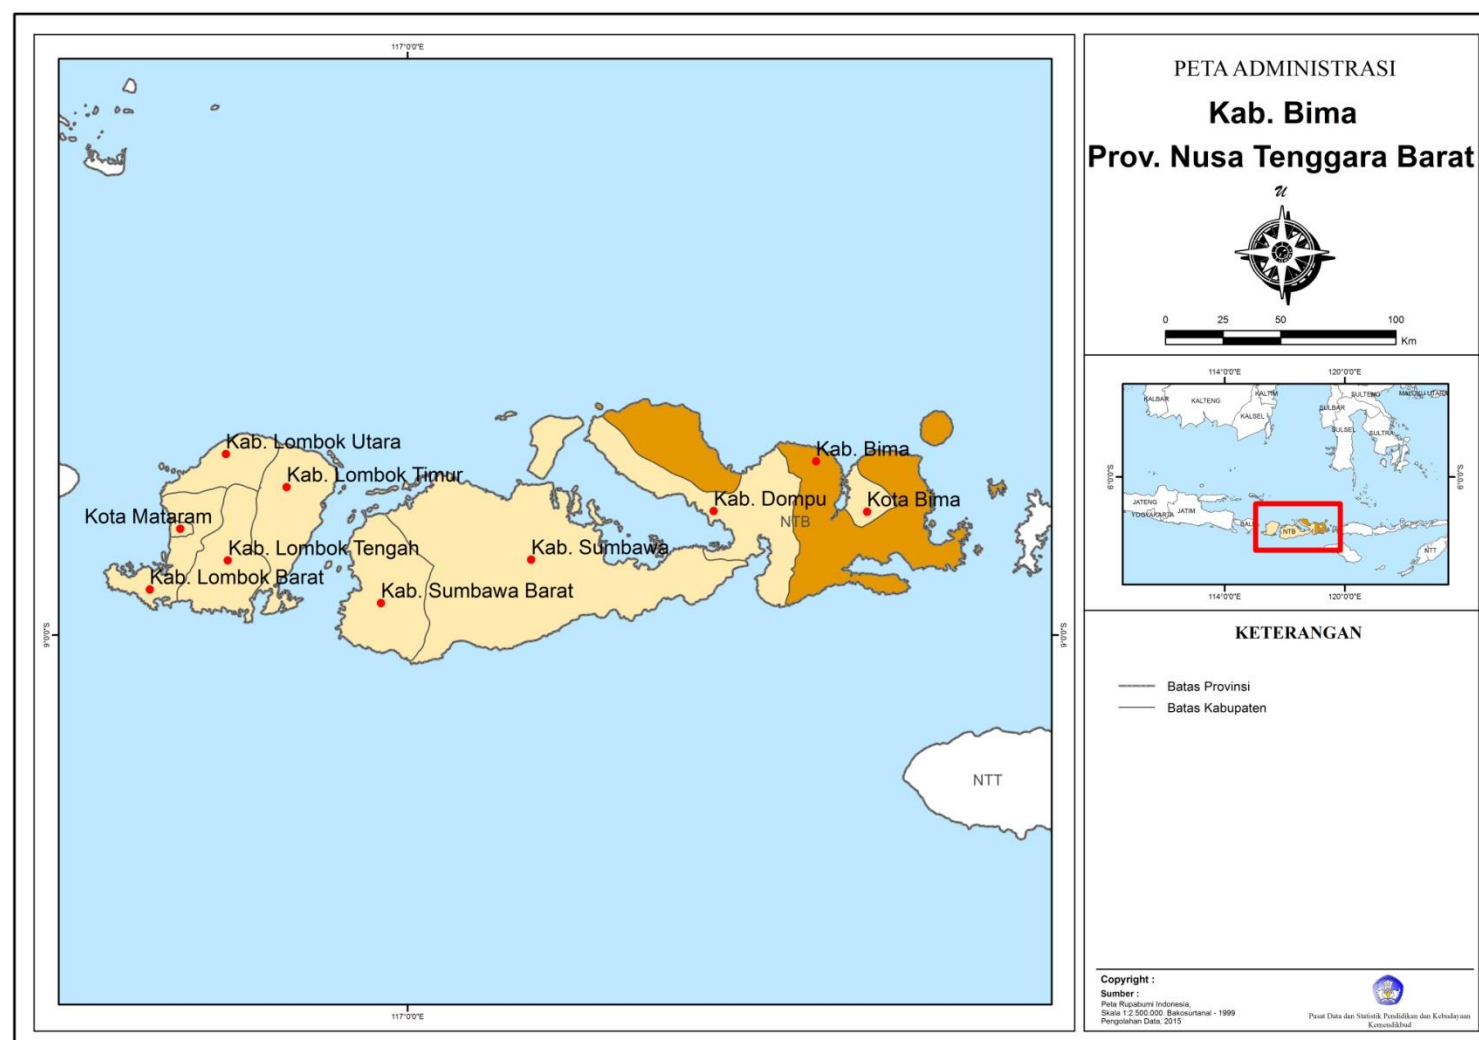 117°0'0"E
Kab. Lombok Utara
Kab. Lombok Timur
Kota Mataram
Kab. Lombok Tengah
Kab. Lombok Barat
Kab. Sumbawa Barat
Kab. Sumbawa
Kab. Dompu
NTB
Kab. Bima
Kota Bima
9°0'0"S
9°0'0"S
NTT
117°0'0"E
PETA ADMINISTRASI
Kab. Bima
Prov. Nusa Tenggara Barat
U
0 25 50 100
Km
114°0'0"E 120°0'0"E
KALBAR
KALTENG
KALTIM
KALSEL
SULBAR
SULTENG
SULSEL
SULTRA
6°0'0"S
6°0'0"S
JATENG
YOGYAKARTA
JATIM
NTB
NTT
114°0'0"E 120°0'0"E
KETERANGAN
Batas Provinsi
Batas Kabupaten
Copyright :
Sumber :
Peta Rupabumi Indonesia,
Skala 1:2.500.000. Bakosurtanal - 1999
Pengolahan Data, 2015
Pusat Data dan Statistik Pendidikan dan Kebudayaan
Kemendikbud